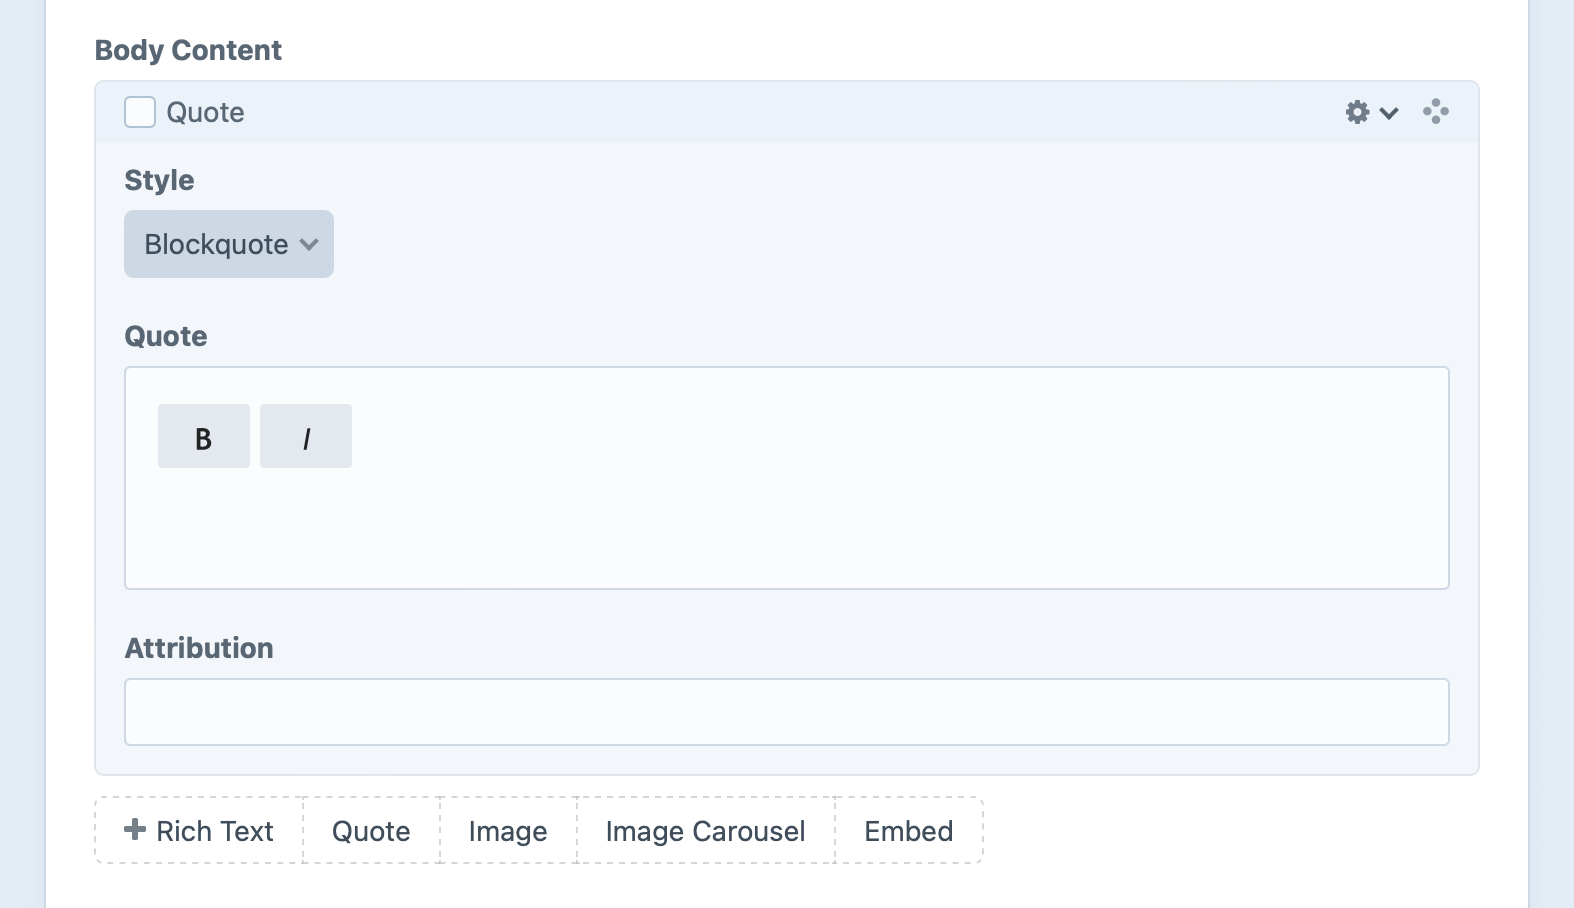 Body Content
Quote
Style
Blockquote
Quote
B I
Attribution
Rich Text Quote Image Image Carousel Embed